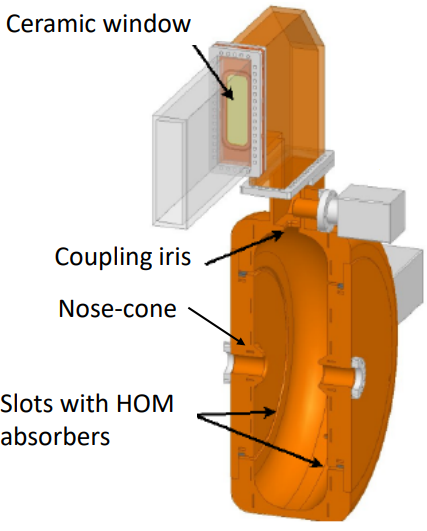 Ceramic window
Coupling iris
Nose-cone
Slots with HOM
absorbers